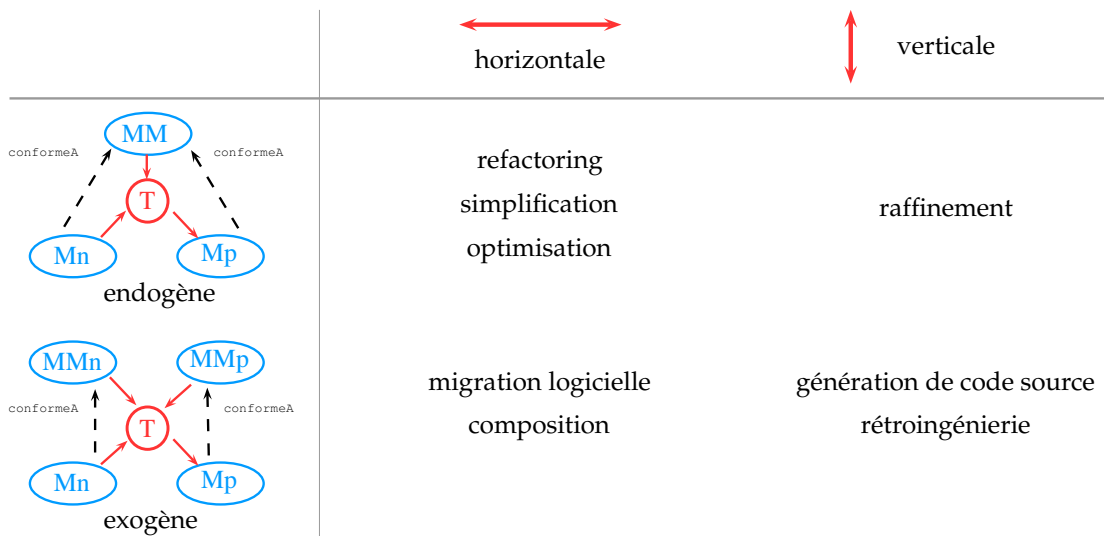 horizontale
verticale
MM
conformeA
conformeA
T
Mn
Mp
endogène
refactoring
simplification
optimisation
raffinement
MMn
MMp
conformeA
conformeA
T
Mn
Mp
exogène
migration logicielle
composition
génération de code source
rétroingénierie